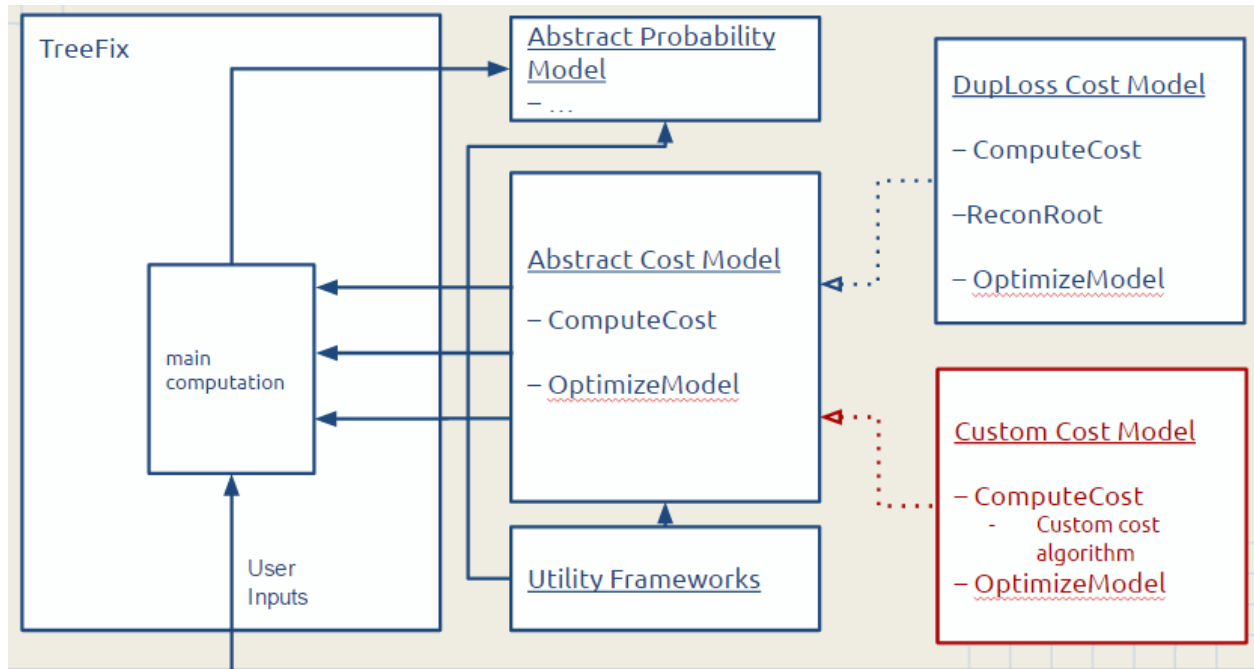 TreeFix
main
computation
User
Inputs
Abstract Probability
Model
– ...
Abstract Cost Model
– ComputeCost
– OptimizeModel
Utility Frameworks
DupLoss Cost Model
– ComputeCost
–ReconRoot
– OptimizeModel
Custom Cost Model
– ComputeCost
- Custom cost
algorithm
– OptimizeModel